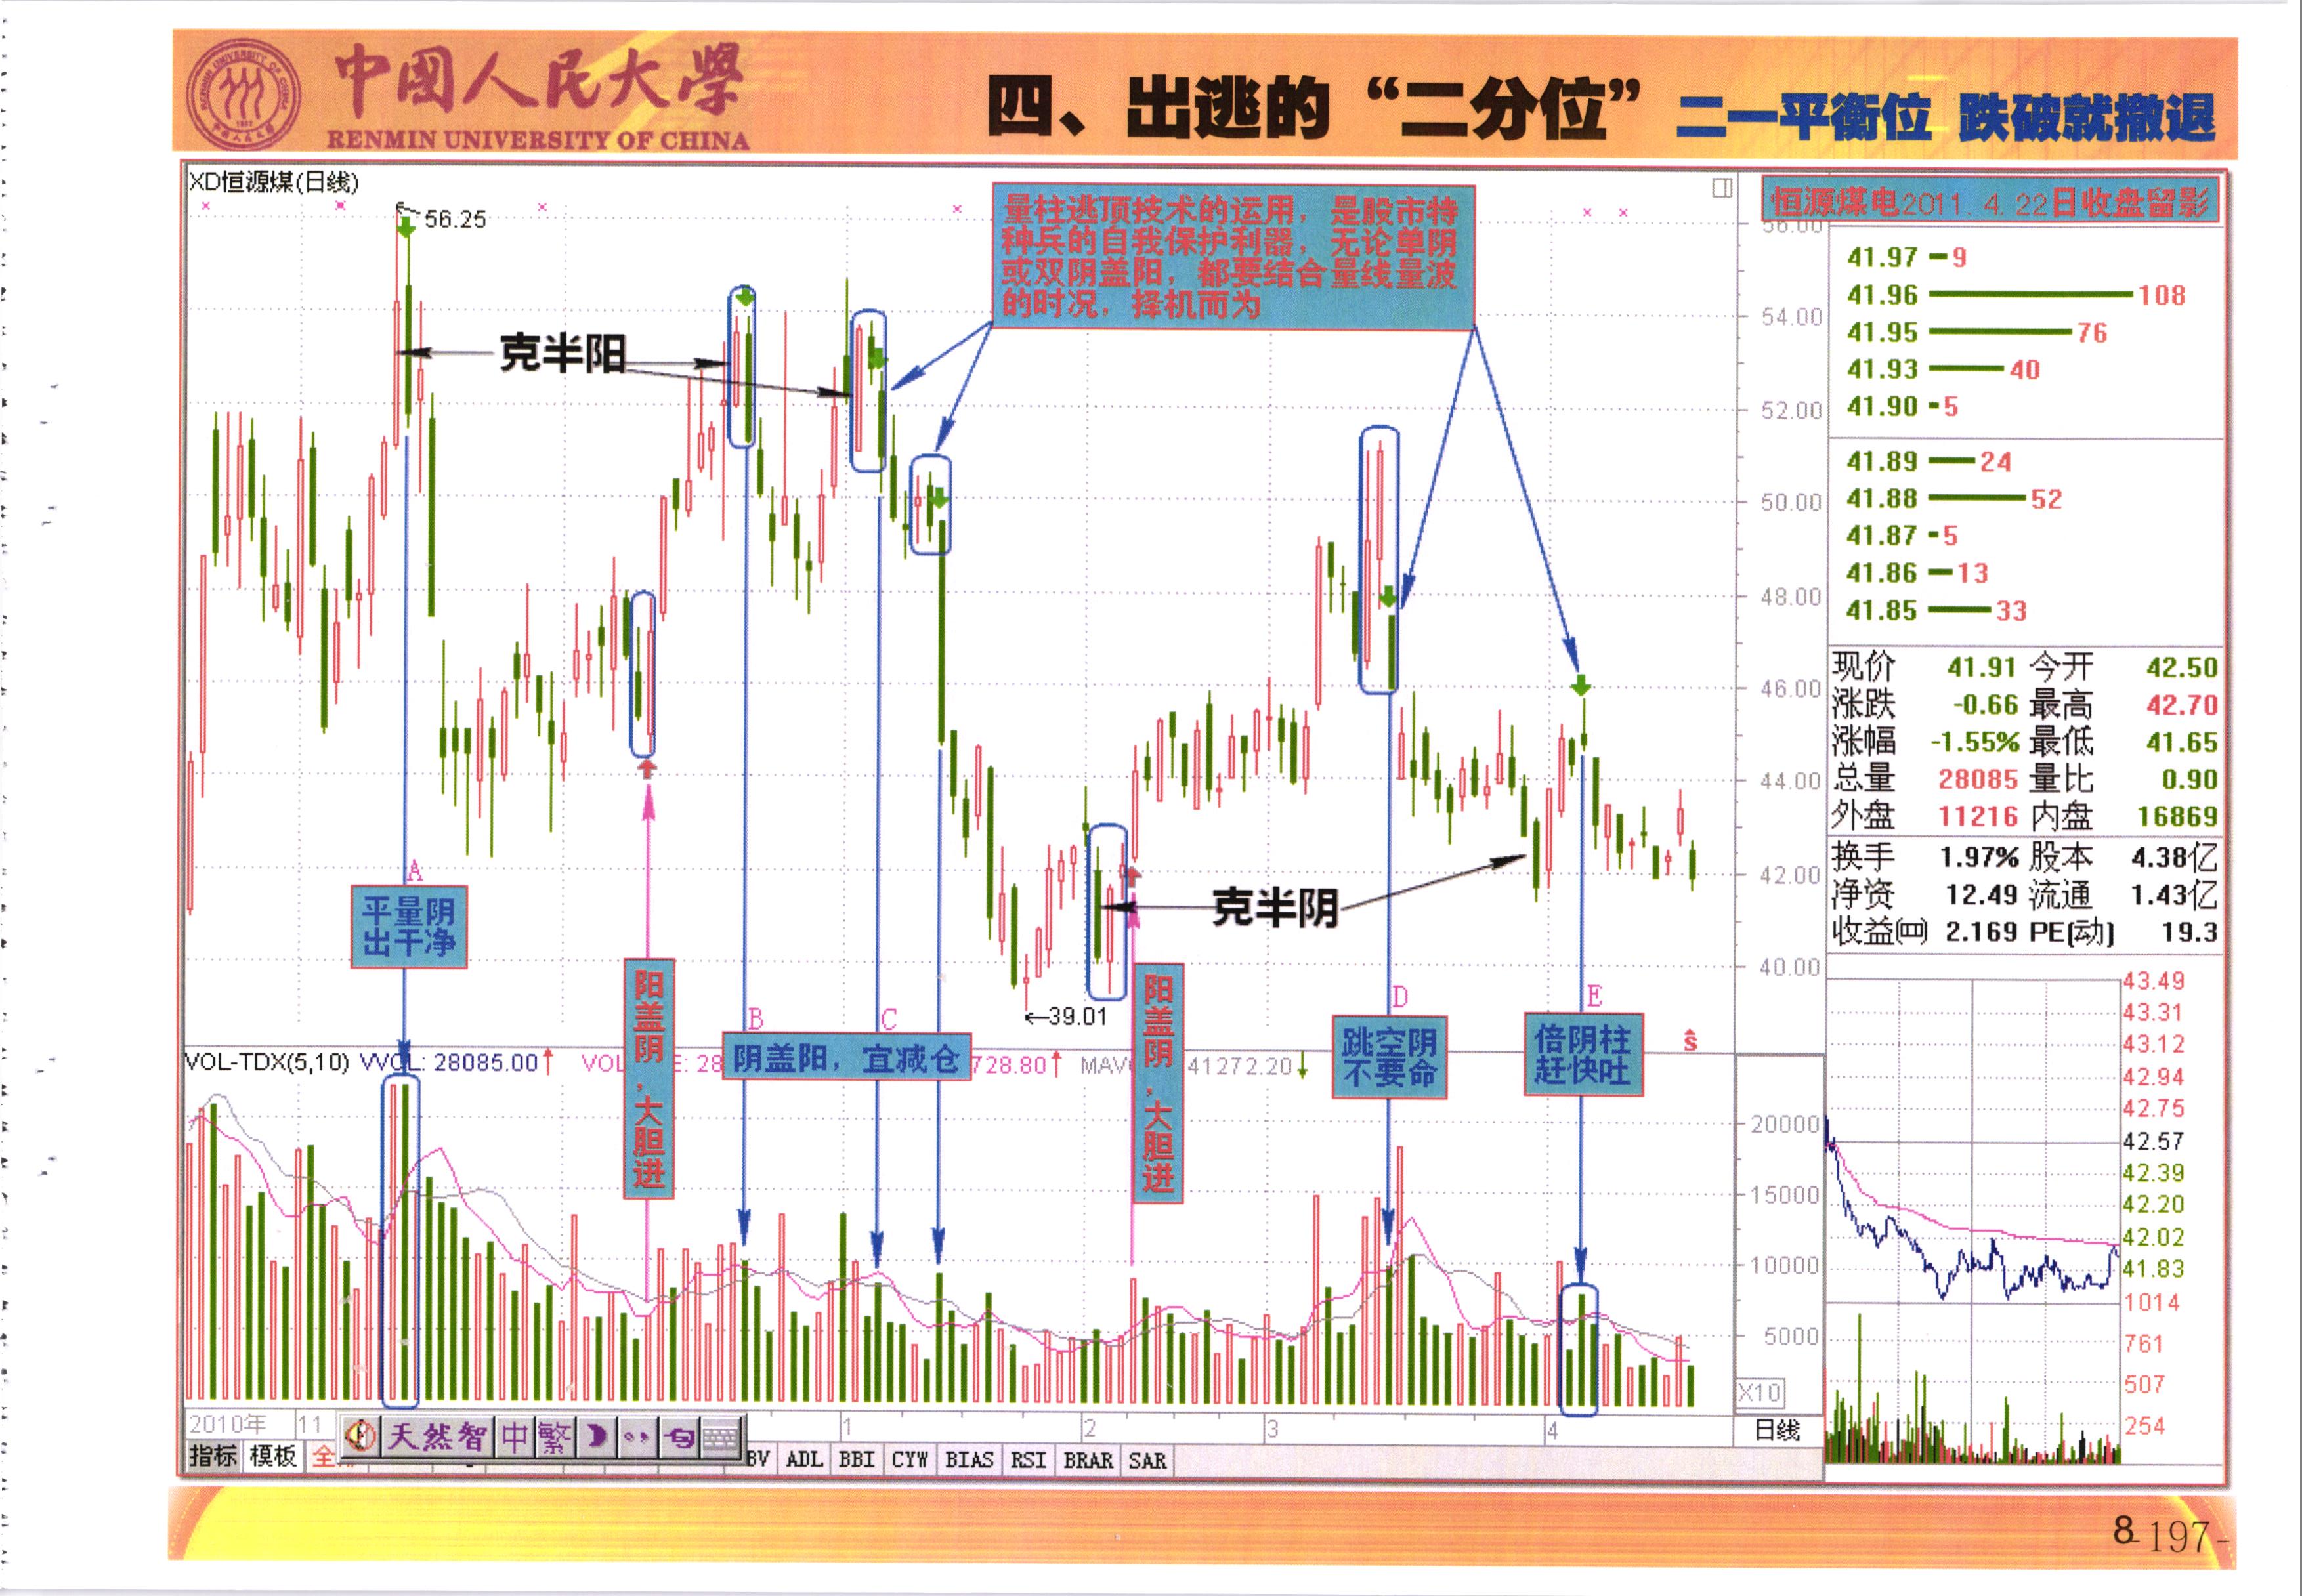 中國人民大學
RENMIN UNIVERSITY OF CHINA
四、出逃的“二分位” 二一平衡位 跌破就撤退
XD恒源煤(日线)
56.25
量柱逃顶技术的运用，是股市特
种兵的自我保护利器，无论单阴
或双阴盖阳，都要结合量线量波
的时况，择机而为
克半阳
克半阴
39.01
A
平量阴
出干净
阳盖阴，大胆进
B
C
阴盖阳，宜减仓
阳盖阴，大胆进
D
跳空阴
不要命
E
倍阴柱
赶快吐
56.00
54.00
52.00
50.00
48.00
46.00
44.00
42.00
40.00
VOL-TDX(5,10) VVOL: 28085.00↑
728.80↑
41272.20↓
20000
15000
10000
5000
X10
2010年 11 1 2 3 4 日线
天然智 中 繁
指标 模板 BV ADL BBI CYW BIAS RSI BRAR SAR
恒源煤电2011.4.22日收盘留影
41.97 9
41.96 108
41.95 76
41.93 40
41.90 5
41.89 24
41.88 52
41.87 5
41.86 13
41.85 33
现价 41.91 今开 42.50
涨跌 -0.66 最高 42.70
涨幅 -1.55% 最低 41.65
总量 28085 量比 0.90
外盘 11216 内盘 16869
换手 1.97% 股本 4.38亿
净资 12.49 流通 1.43亿
收益㈣ 2.169 PE(动) 19.3
43.49
43.31
43.12
42.94
42.75
42.57
42.39
42.20
42.02
41.83
1014
761
507
254
8
-197-